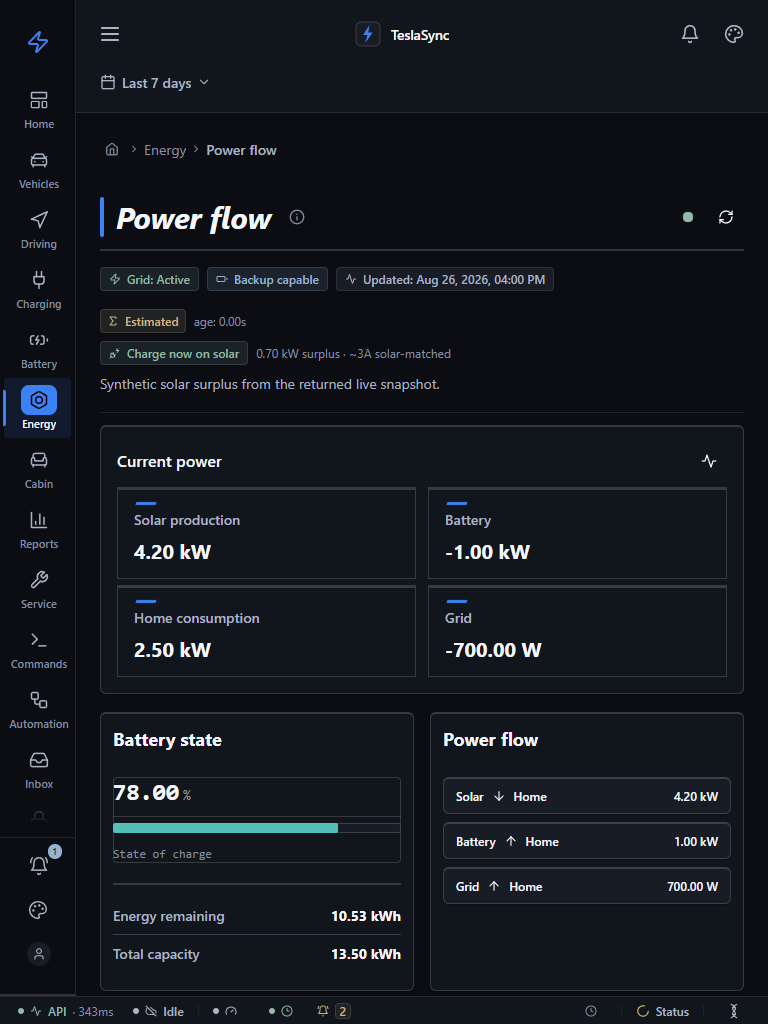 TeslaSync
Last 7 days
Home
Vehicles
Driving
Charging
Battery
Energy
Cabin
Reports
Service
Commands
Automation
Inbox
1
Energy
Power flow
Power flow
Grid: Active
Backup capable
Updated: Aug 26, 2026, 04:00 PM
Estimated age: 0.00s
Charge now on solar 0.70 kW surplus · ~3A solar-matched
Synthetic solar surplus from the returned live snapshot.
Current power
Solar production
4.20 kW
Battery
-1.00 kW
Home consumption
2.50 kW
Grid
-700.00 W
Battery state
78.00 %
State of charge
Energy remaining 10.53 kWh
Total capacity 13.50 kWh
Power flow
Solar ↓ Home 4.20 kW
Battery ↑ Home 1.00 kW
Grid ↑ Home 700.00 W
API · 343ms
Idle
2
Status